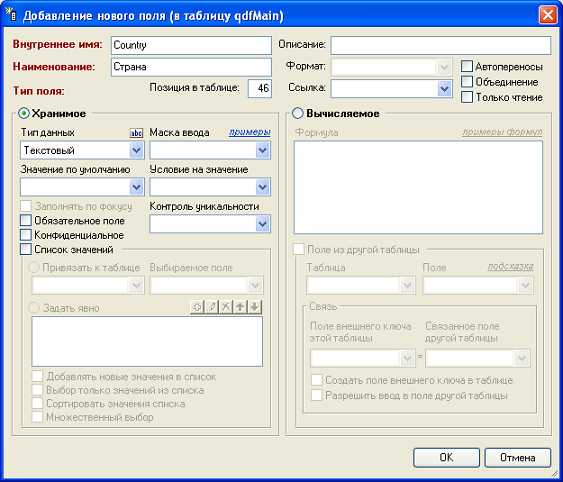 Добавление нового поля (в таблицу qdfMain)
Внутреннее имя: Country Описание:
Наименование: Страна Формат: Автопереносы
Тип поля: Позиция в таблице: 46 Ссылка: Объединение
Только чтение
Хранимое
Тип данных abc Маска ввода примеры
Текстовый
Значение по умолчанию Условие на значение
Заполнять по фокусу Контроль уникальности
Обязательное поле
Конфиденциальное
Список значений
Привязать к таблице Выбираемое поле
Задать явно
Добавлять новые значения в список
Выбор только значений из списка
Сортировать значения списка
Множественный выбор
Вычисляемое
Формула примеры формул
Поле из другой таблицы
Таблица Поле подсказка
Связь
Поле внешнего ключа Связанное поле
этой таблицы другой таблицы
=
Создать поле внешнего ключа в таблице
Разрешить ввод в поле другой таблицы
OK Отмена